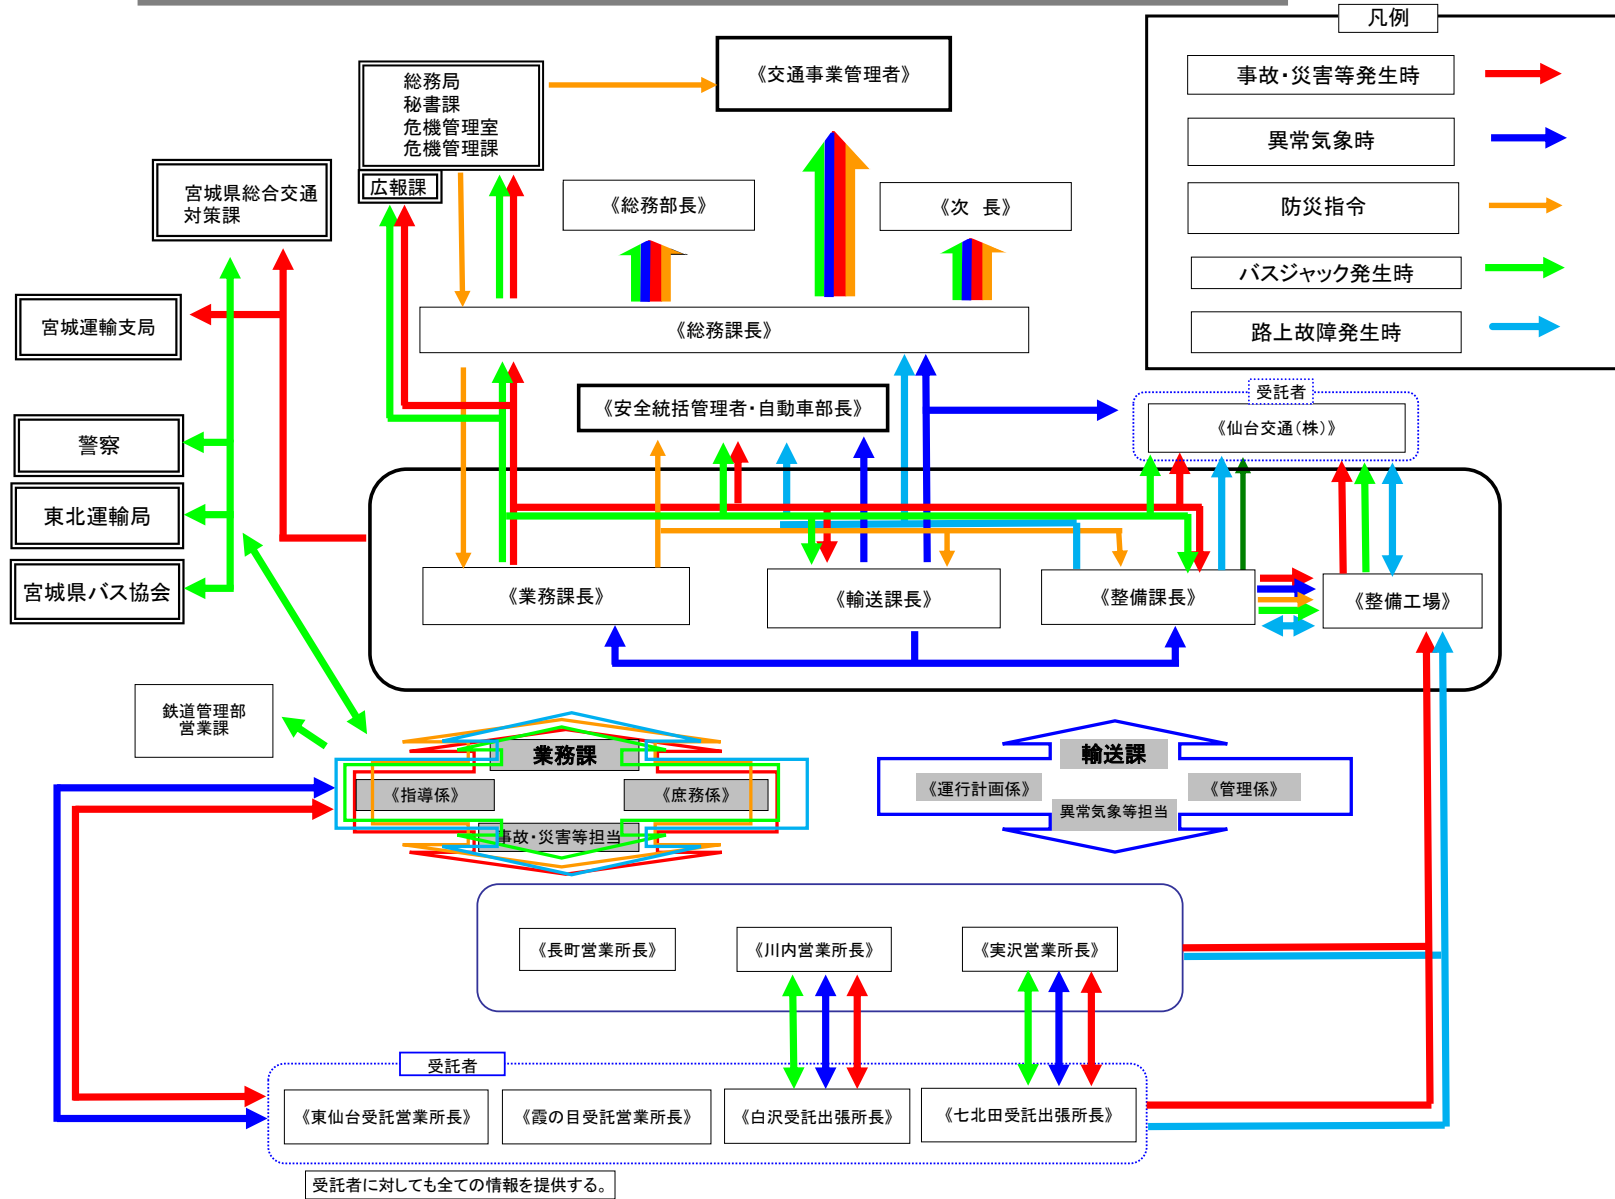 凡例
事故・災害等発生時
異常気象時
防災指令
バスジャック発生時
路上故障発生時
総務局
秘書課
危機管理室
危機管理課
広報課
《交通事業管理者》
宮城県総合交通
対策課
《総務部長》
《次　長》
宮城運輸支局
《総務課長》
受託者
《安全統括管理者・自動車部長》
《仙台交通(株)》
警察
東北運輸局
宮城県バス協会
《業務課長》
《輸送課長》
《整備課長》
《整備工場》
鉄道管理部
営業課
業務課
《指導係》
《庶務係》
事故・災害等担当
輸送課
《運行計画係》
《管理係》
異常気象等担当
《長町営業所長》
《川内営業所長》
《実沢営業所長》
受託者
《東仙台受託営業所長》
《霞の目受託営業所長》
《白沢受託出張所長》
《七北田受託出張所長》
受託者に対しても全ての情報を提供する。